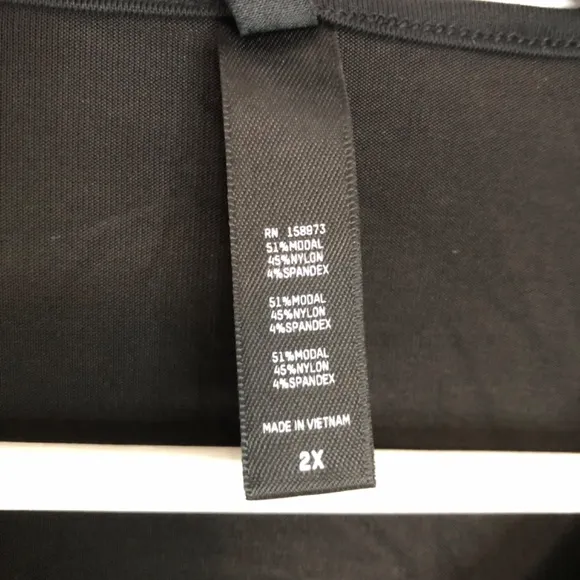 RN 158973
51%MODAL
45%NYLON
4%SPANDEX
51%MODAL
45%NYLON
4%SPANDEX
51%MODAL
45%NYLON
4%SPANDEX
MADE IN VIETNAM
2X